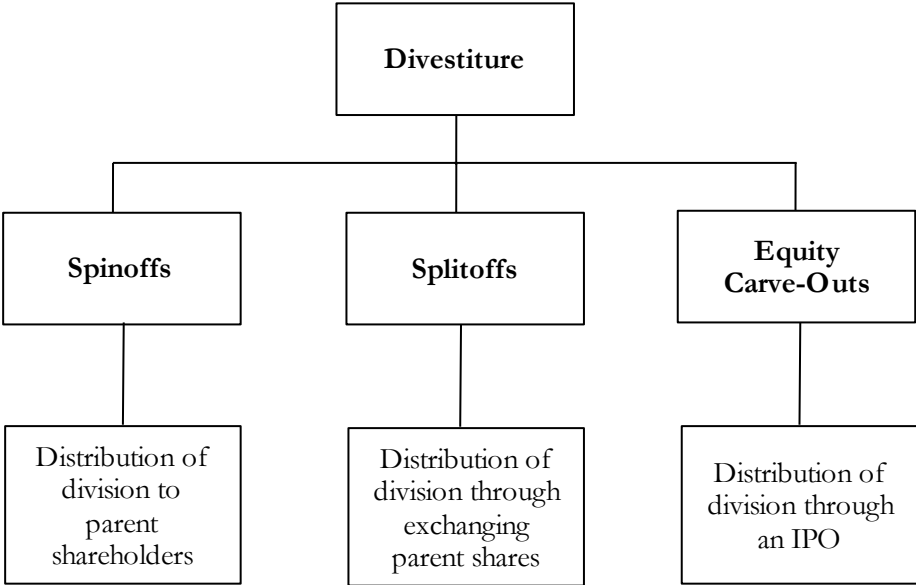 Divestiture
Spinoffs
Splitoffs
Equity
Carve-Outs
Distribution of
division to
parent
shareholders
Distribution of
division through
exchanging
parent shares
Distribution of
division through
an IPO